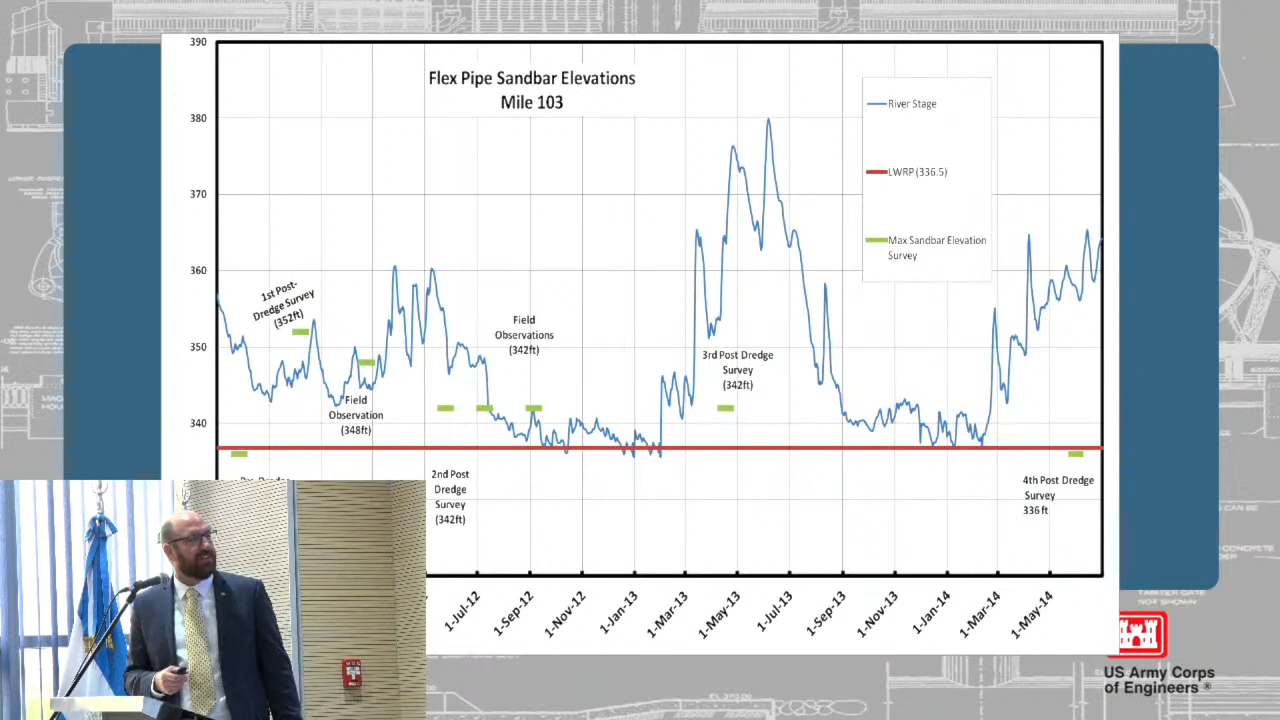 Flex Pipe Sandbar Elevations
Mile 103
390
380
370
360
350
340
River Stage
LWRP (336.5)
Max Sandbar Elevation
Survey
1st Post-
Dredge Survey
(352ft)
Field
Observation
(348ft)
Field
Observations
(342ft)
2nd Post
Dredge
Survey
(342ft)
3rd Post Dredge
Survey
(342ft)
4th Post Dredge
Survey
336 ft
1-Jul-12
1-Sep-12
1-Nov-12
1-Jan-13
1-Mar-13
1-May-13
1-Jul-13
1-Sep-13
1-Nov-13
1-Jan-14
1-Mar-14
1-May-14
US Army Corps
of Engineers ®